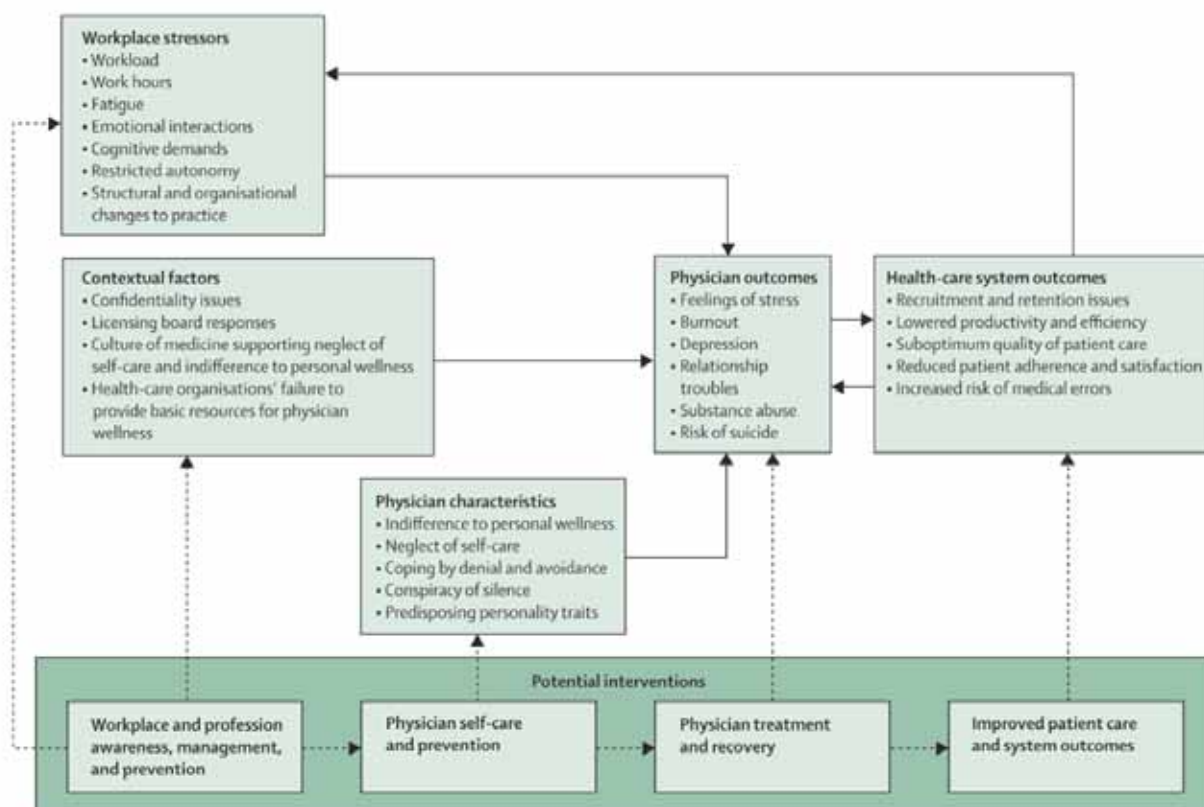 Workplace stressors
• Workload
• Work hours
• Fatigue
• Emotional interactions
• Cognitive demands
• Restricted autonomy
• Structural and organisational
changes to practice
Contextual factors
• Confidentiality issues
• Licensing board responses
• Culture of medicine supporting neglect of
self-care and indifference to personal wellness
• Health-care organisations' failure to
provide basic resources for physician
wellness
Physician outcomes
• Feelings of stress
• Burnout
• Depression
• Relationship
troubles
• Substance abuse
• Risk of suicide
Health-care system outcomes
• Recruitment and retention issues
• Lowered productivity and efficiency
• Suboptimum quality of patient care
• Reduced patient adherence and satisfaction
• Increased risk of medical errors
Physician characteristics
• Indifference to personal wellness
• Neglect of self-care
• Coping by denial and avoidance
• Conspiracy of silence
• Predisposing personality traits
Potential interventions
Workplace and profession
awareness, management,
and prevention
Physician self-care
and prevention
Physician treatment
and recovery
Improved patient care
and system outcomes